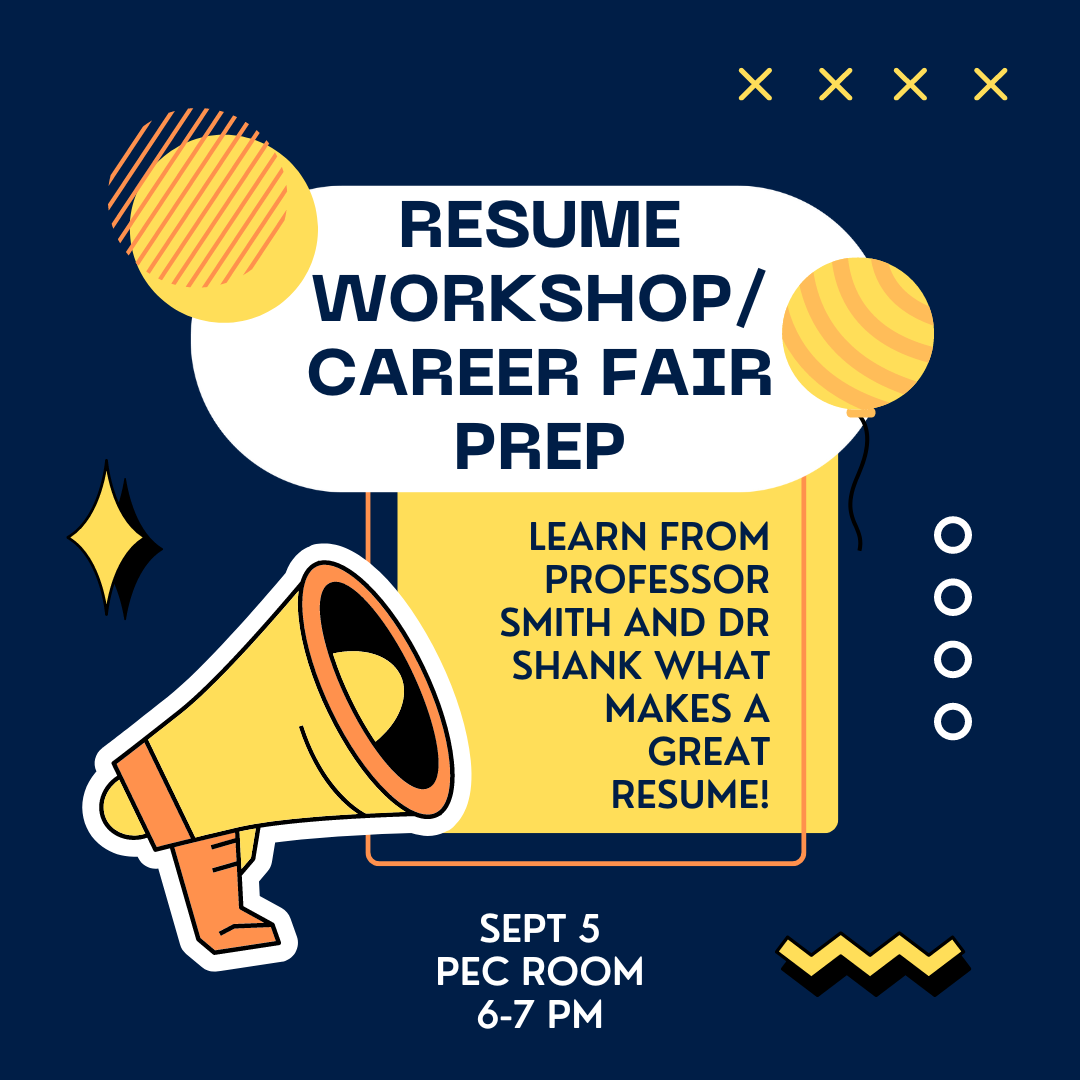 RESUME
WORKSHOP/
CAREER FAIR
PREP
LEARN FROM
PROFESSOR
SMITH AND DR
SHANK WHAT
MAKES A
GREAT
RESUME!
SEPT 5
PEC ROOM
6-7 PM